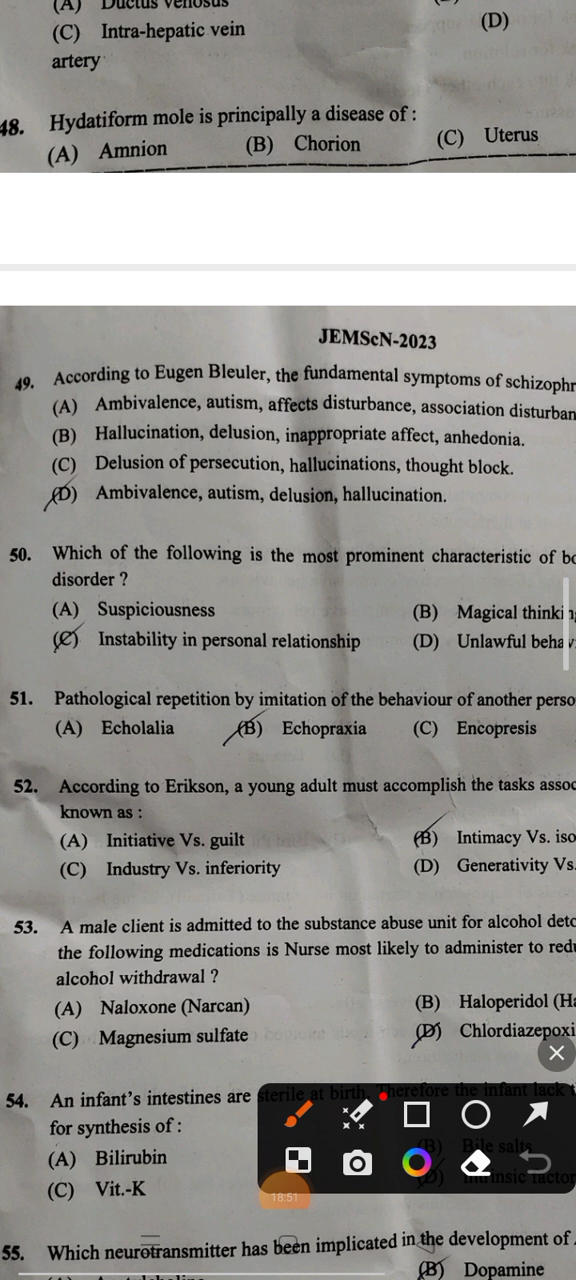 (A) Ductus venosus
(C) Intra-hepatic vein (D)
artery
48. Hydatiform mole is principally a disease of :
(A) Amnion (B) Chorion (C) Uterus
JEMScN-2023
49. According to Eugen Bleuler, the fundamental symptoms of schizophr
(A) Ambivalence, autism, affects disturbance, association disturban
(B) Hallucination, delusion, inappropriate affect, anhedonia.
(C) Delusion of persecution, hallucinations, thought block.
(D) Ambivalence, autism, delusion, hallucination.
50. Which of the following is the most prominent characteristic of bo
disorder ?
(A) Suspiciousness (B) Magical thinking
(C) Instability in personal relationship (D) Unlawful behav
51. Pathological repetition by imitation of the behaviour of another perso
(A) Echolalia (B) Echopraxia (C) Encopresis
52. According to Erikson, a young adult must accomplish the tasks assoc
known as :
(A) Initiative Vs. guilt (B) Intimacy Vs. iso
(C) Industry Vs. inferiority (D) Generativity Vs.
53. A male client is admitted to the substance abuse unit for alcohol deto
the following medications is Nurse most likely to administer to redu
alcohol withdrawal ?
(A) Naloxone (Narcan) (B) Haloperidol (Ha
(C) Magnesium sulfate (D) Chlordiazepoxi
54. An infant's intestines are sterile at birth. Therefore the infant lack t
for synthesis of :
(A) Bilirubin (B) Bile salts
(C) Vit.-K (D) Intrinsic factor
18:51
55. Which neurotransmitter has been implicated in the development of
(B) Dopamine